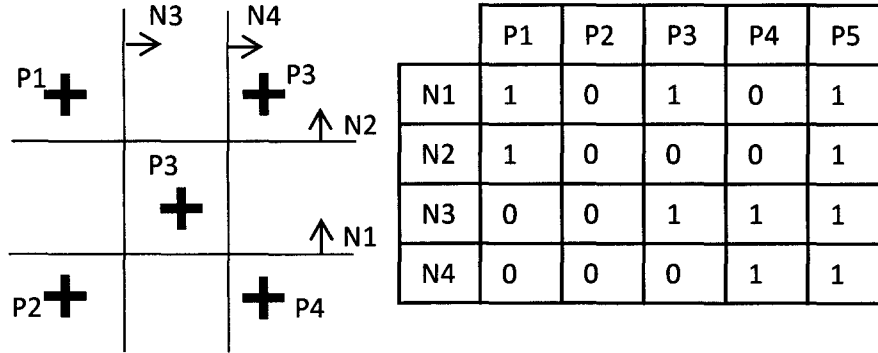 N3 N4
P1 P3
N2
P3
N1
P2 P4
P1 P2 P3 P4 P5
N1 1 0 1 0 1
N2 1 0 0 0 1
N3 0 0 1 1 1
N4 0 0 0 1 1